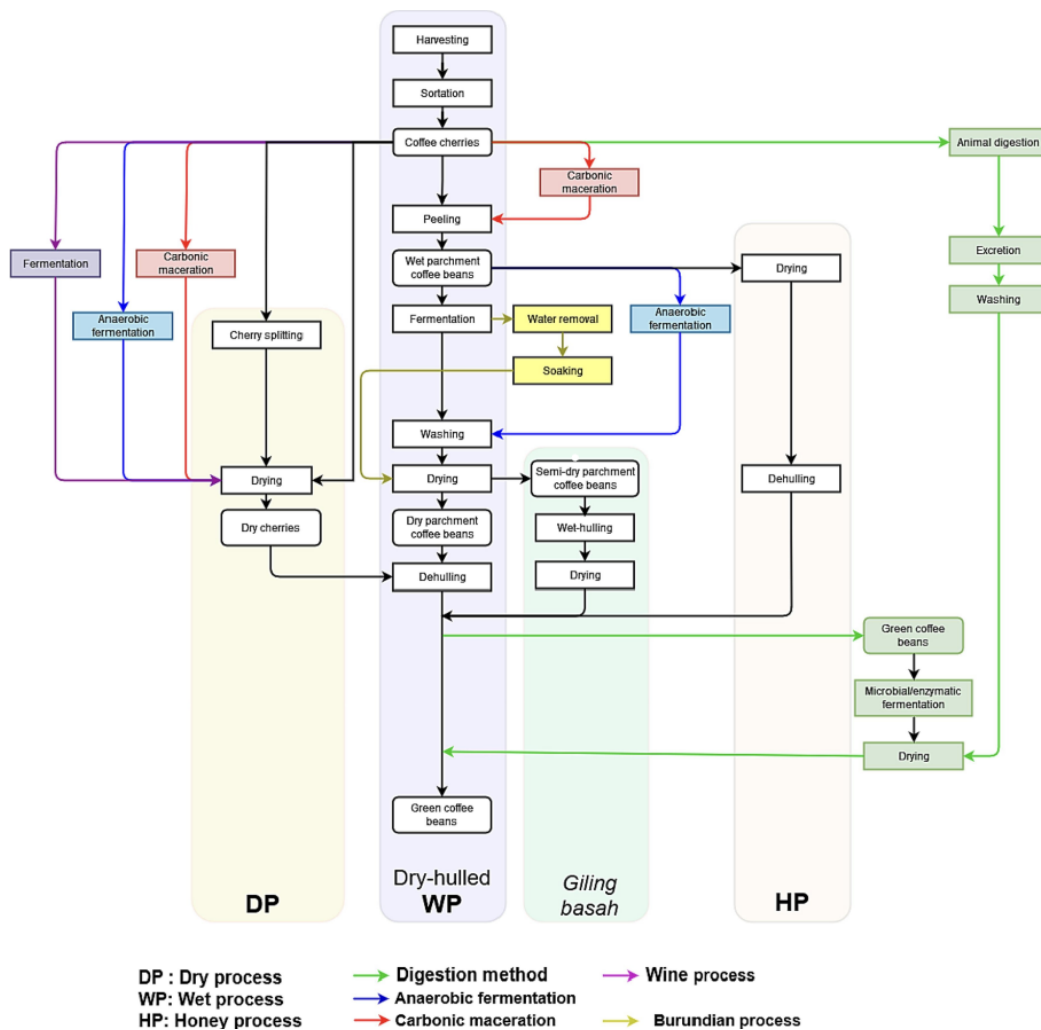 Harvesting
Sortation
Coffee cherries
Animal digestion
Carbonic
maceration
Peeling
Fermentation
Carbonic
maceration
Wet parchment
coffee beans
Drying
Excretion
Washing
Anaerobic
fermentation
Cherry splitting
Fermentation
Water removal
Anaerobic
fermentation
Soaking
Washing
Drying
Drying
Semi-dry parchment
coffee beans
Dehulling
Dry cherries
Dry parchment
coffee beans
Wet-hulling
Dehulling
Drying
Green coffee
beans
Microbial/enzymatic
fermentation
Drying
Green coffee
beans
DP
Dry-hulled
WP
Giling
basah
HP
DP : Dry process
WP: Wet process
HP: Honey process
Digestion method
Anaerobic fermentation
Carbonic maceration
Wine process
Burundian process